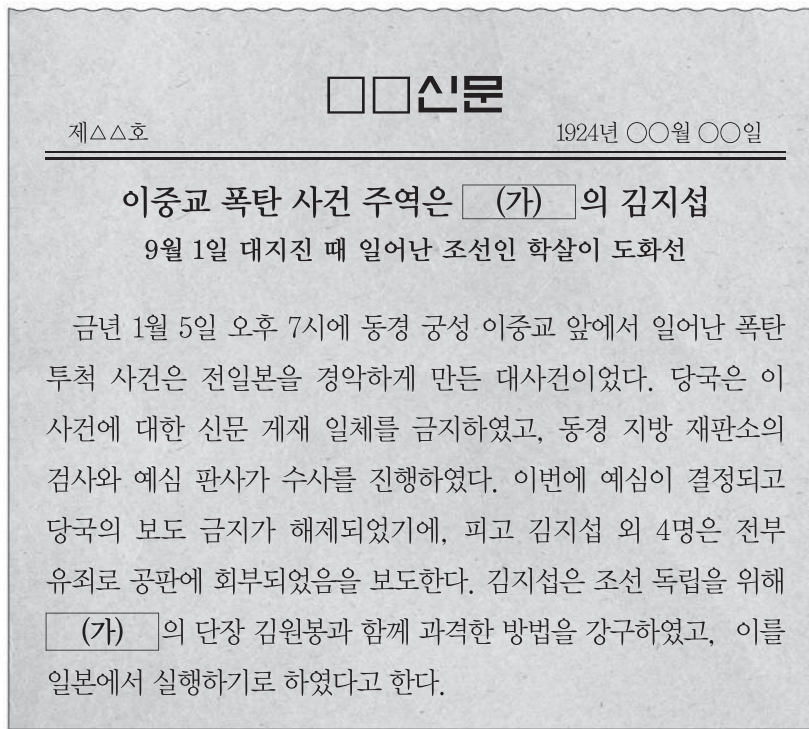 □□신문
제△△호 1924년 ○○월 ○○일
이중교 폭탄 사건 주역은 (가) 의 김지섭
9월 1일 대지진 때 일어난 조선인 학살이 도화선
금년 1월 5일 오후 7시에 동경 궁성 이중교 앞에서 일어난 폭탄
투척 사건은 전일본을 경악하게 만든 대사건이었다. 당국은 이
사건에 대한 신문 게재 일체를 금지하였고, 동경 지방 재판소의
검사와 예심 판사가 수사를 진행하였다. 이번에 예심이 결정되고
당국의 보도 금지가 해제되었기에, 피고 김지섭 외 4명은 전부
유죄로 공판에 회부되었음을 보도한다. 김지섭은 조선 독립을 위해
(가) 의 단장 김원봉과 함께 과격한 방법을 강구하였고, 이를
일본에서 실행하기로 하였다고 한다.